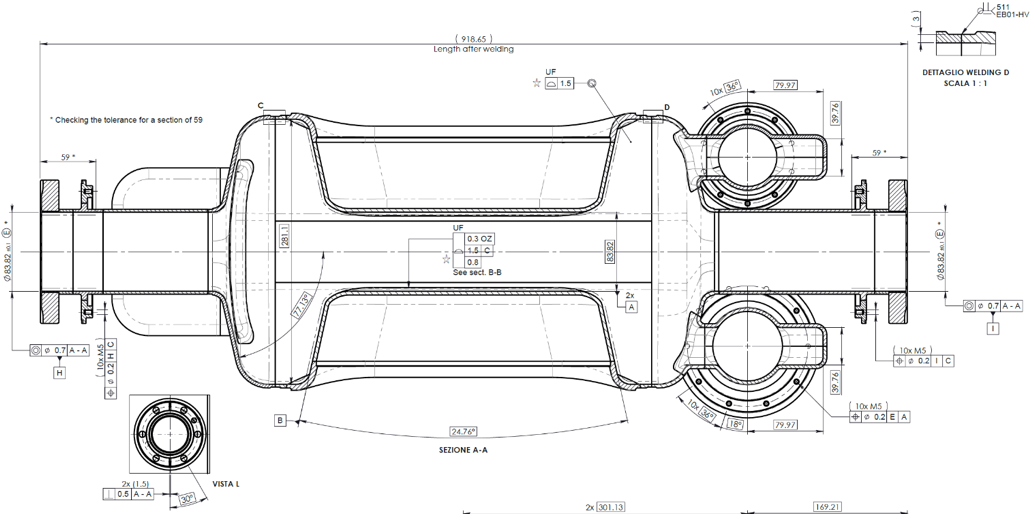 511
EB01-HV
( 3 )
DETTAGLIO WELDING D
SCALA 1 : 1
( 918.65 )
Length after welding
UF
1.5
10x 36°
79.97
39.76
C
D
* Checking the tolerance for a section of 59
59 *
59 *
Ø83.82 ±0.1 Ⓔ *
281.1
77.13°
UF
0.3 OZ
1.5 C
0.8
See sect. B-B
83.82
2x
A
Ø83.82 ±0.1 Ⓔ *
Ø 0.7 A-A
H
( 10x M5 )
Ø 0.2 H C
Ø 0.7 A-A
I
( 10x M5 )
Ø 0.2 I C
39.76
( 10x M5 )
Ø 0.2 E A
10x 36°
18°
79.97
B
24.76°
SEZIONE A-A
VISTA L
2x (1.5)
0.5 A-A
30°
2x 301.13
169.21